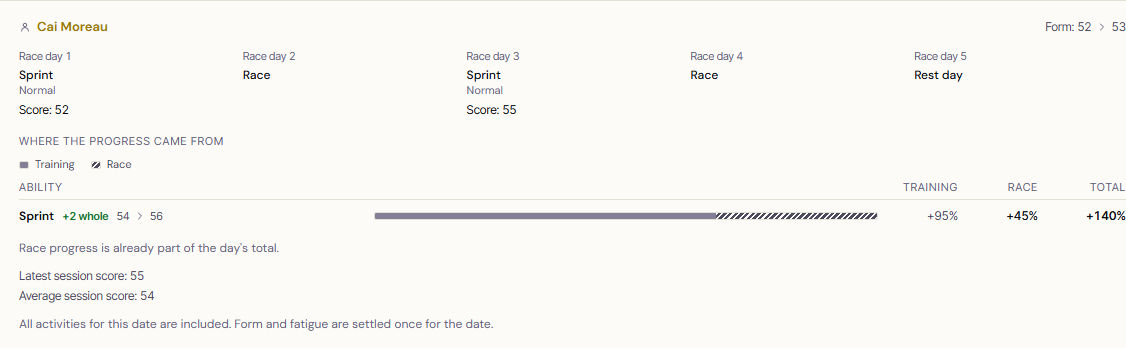 Cai Moreau
Form: 52 > 53
Race day 1
Race day 2
Race day 3
Race day 4
Race day 5
Sprint
Race
Sprint
Race
Rest day
Normal
Normal
Score: 52
Score: 55
WHERE THE PROGRESS CAME FROM
Training
Race
ABILITY TRAINING RACE TOTAL
Sprint +2 whole 54 > 56 +95% +45% +140%
Race progress is already part of the day's total.
Latest session score: 55
Average session score: 54
All activities for this date are included. Form and fatigue are settled once for the date.